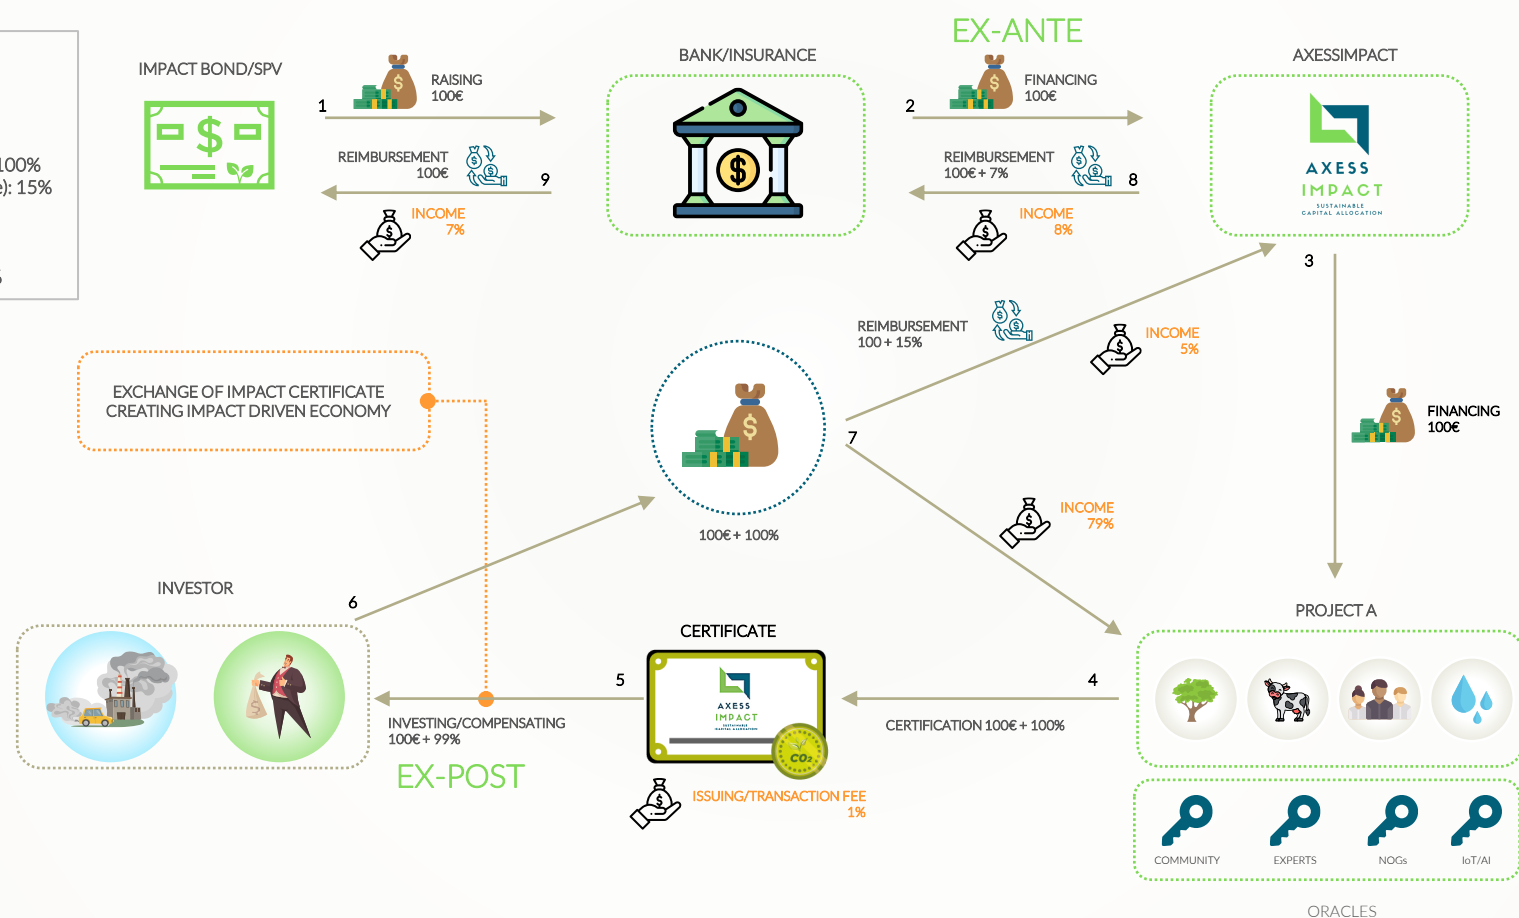 100%
e): 15%
EX-ANTE
IMPACT BOND/SPV
BANK/INSURANCE
AXESSIMPACT
1
RAISING
100€
2
FINANCING
100€
REIMBURSEMENT
100€
9
REIMBURSEMENT
100€ + 7%
8
INCOME
7%
INCOME
8%
AXESS
IMPACT
SUSTAINABLE
CAPITAL ALLOCATION
3
%
REIMBURSEMENT
100 + 15%
INCOME
5%
EXCHANGE OF IMPACT CERTIFICATE
CREATING IMPACT DRIVEN ECONOMY
FINANCING
100€
7
INCOME
79%
100€ + 100%
INVESTOR
6
PROJECT A
CERTIFICATE
5
4
AXESS
IMPACT
SUSTAINABLE
CAPITAL ALLOCATION
CO2
INVESTING/COMPENSATING
100€ + 99%
CERTIFICATION 100€ + 100%
EX-POST
ISSUING/TRANSACTION FEE
1%
COMMUNITY
EXPERTS
NOGs
IoT/AI
ORACLES